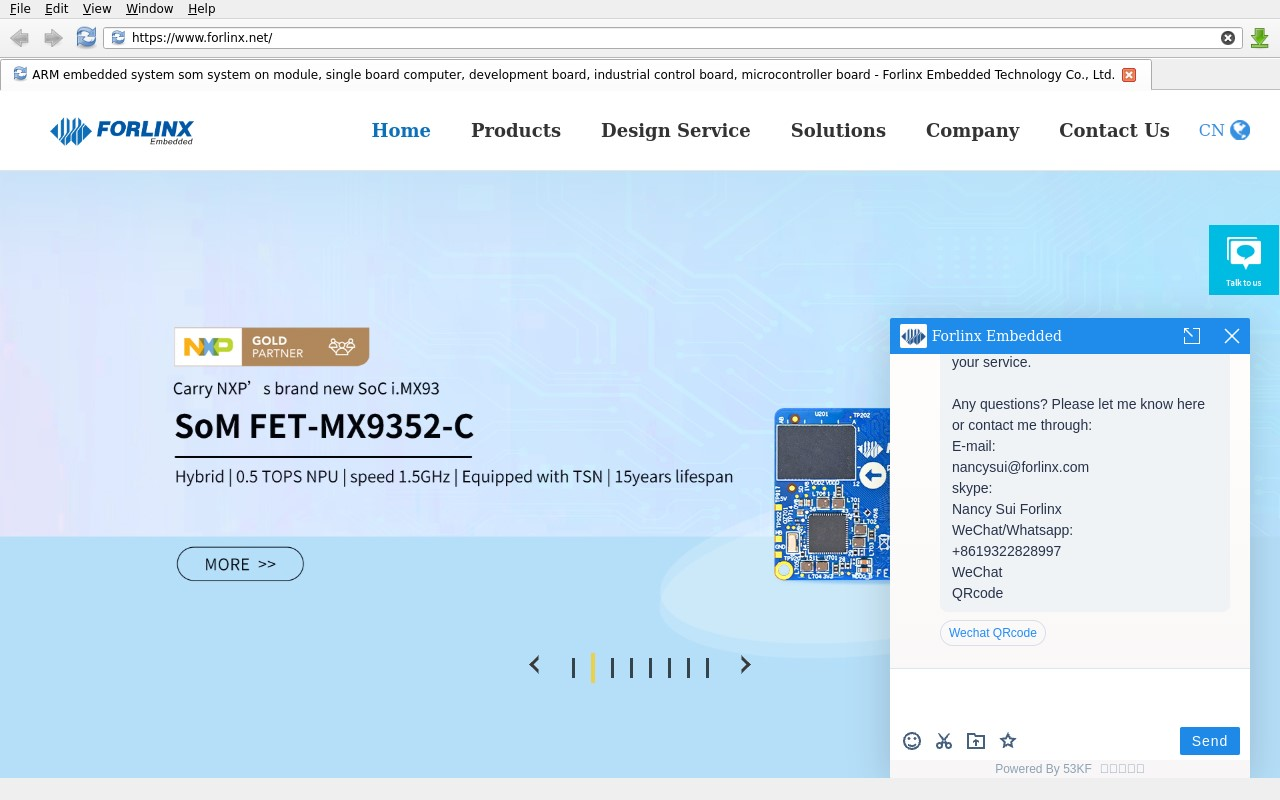 File Edit View Window Help
https://www.forlinx.net/
ARM embedded system som system on module, single board computer, development board, industrial control board, microcontroller board - Forlinx Embedded Technology Co., Ltd.
FORLINX
Embedded
Home Products Design Service Solutions Company Contact Us CN
Talk to us
NXP GOLD
PARTNER
Carry NXP’s brand new SoC i.MX93
SoM FET-MX9352-C
Hybrid | 0.5 TOPS NPU | speed 1.5GHz | Equipped with TSN | 15years lifespan
MORE >>
U201 TP202
Forlinx Embedded
your service.
Any questions? Please let me know here
or contact me through:
E-mail:
nancysui@forlinx.com
skype:
Nancy Sui Forlinx
WeChat/Whatsapp:
+8619322828997
WeChat
QRcode
Wechat QRcode
Send
Powered By 53KF